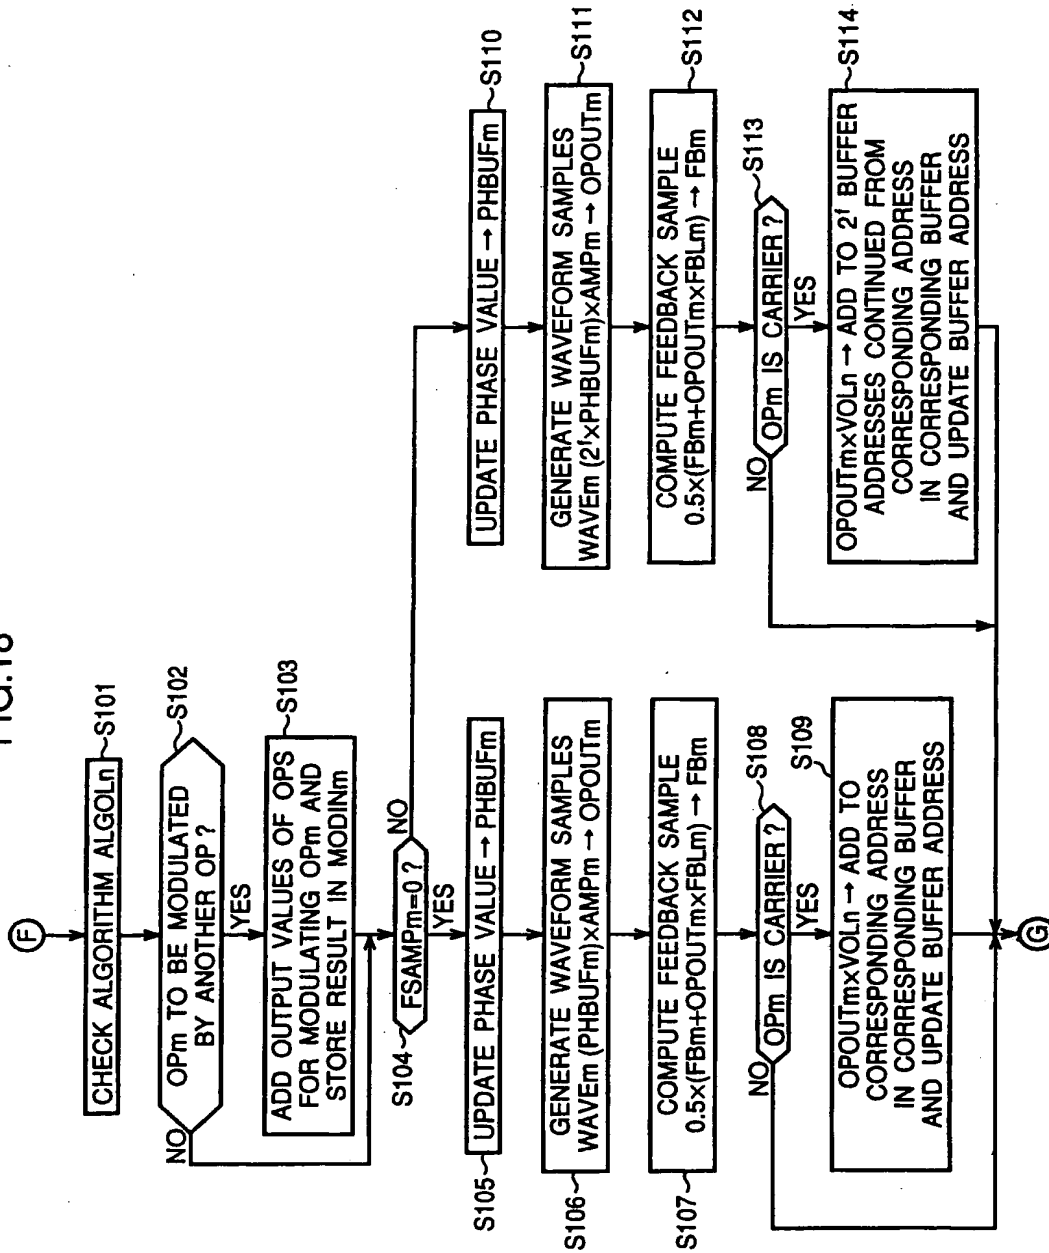 F
CHECK ALGORITHM ALGOLn
S101
OPm TO BE MODULATED
BY ANOTHER OP ?
S102
NO
YES
ADD OUTPUT VALUES OF OPS
FOR MODULATING OPm AND
STORE RESULT IN MODINm
S103
FSAMPm=0 ?
S104
NO
YES
UPDATE PHASE VALUE → PHBUFm
S105
GENERATE WAVEFORM SAMPLES
WAVEm (PHBUFm)×AMPm → OPOUTm
S106
COMPUTE FEEDBACK SAMPLE
0.5×(FBm+OPOUTm×FBLm) → FBm
S107
OPm IS CARRIER ?
S108
NO
YES
OPOUTm×VOLn → ADD TO
CORRESPONDING ADDRESS
IN CORRESPONDING BUFFER
AND UPDATE BUFFER ADDRESS
S109
UPDATE PHASE VALUE → PHBUFm
S110
GENERATE WAVEFORM SAMPLES
WAVEm (2^f×PHBUFm)×AMPm → OPOUTm
S111
COMPUTE FEEDBACK SAMPLE
0.5×(FBm+OPOUTm×FBLm) → FBm
S112
OPm IS CARRIER ?
S113
NO
YES
OPOUTm×VOLn → ADD TO 2^f BUFFER
ADDRESSES CONTINUED FROM
CORRESPONDING ADDRESS
IN CORRESPONDING BUFFER
AND UPDATE BUFFER ADDRESS
S114
G